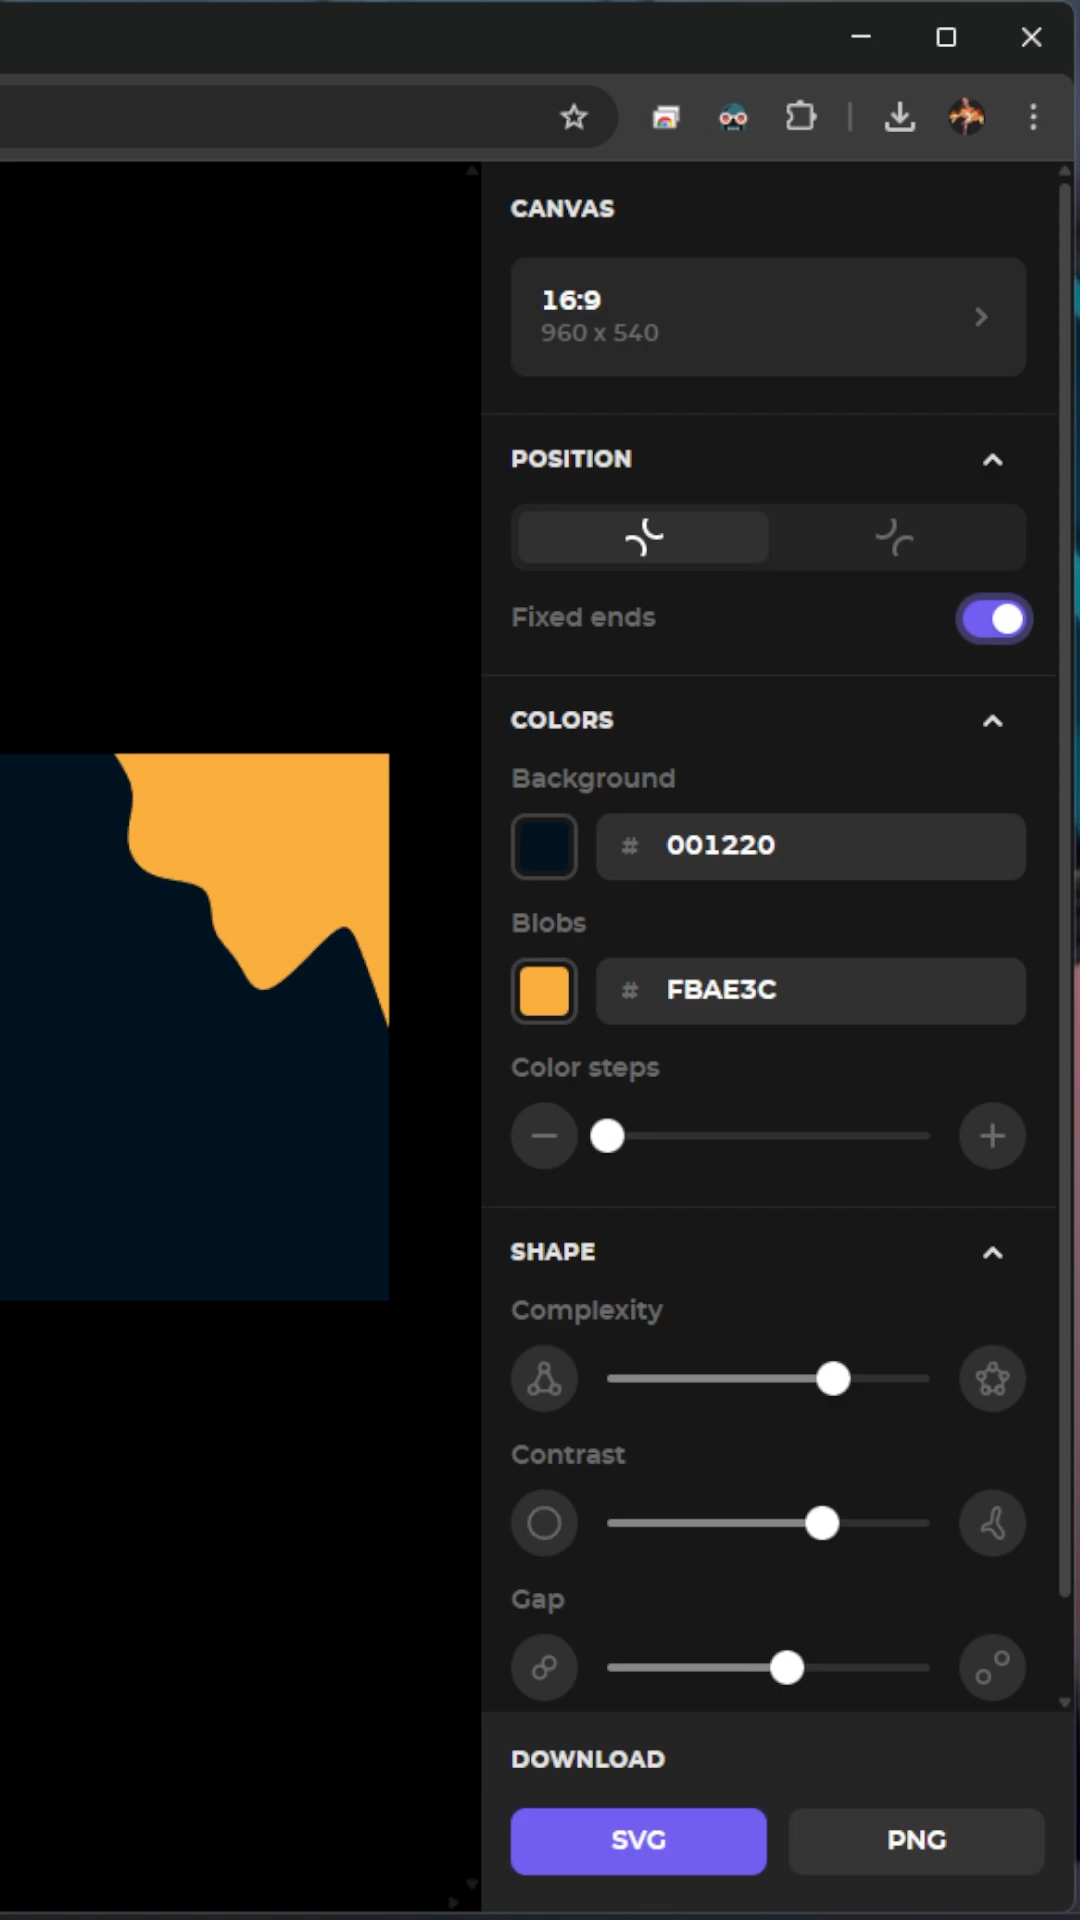 CANVAS
16:9
960 x 540
POSITION
Fixed ends
COLORS
Background
# 001220
Blobs
# FBAE3C
Color steps
SHAPE
Complexity
Contrast
Gap
DOWNLOAD
SVG PNG